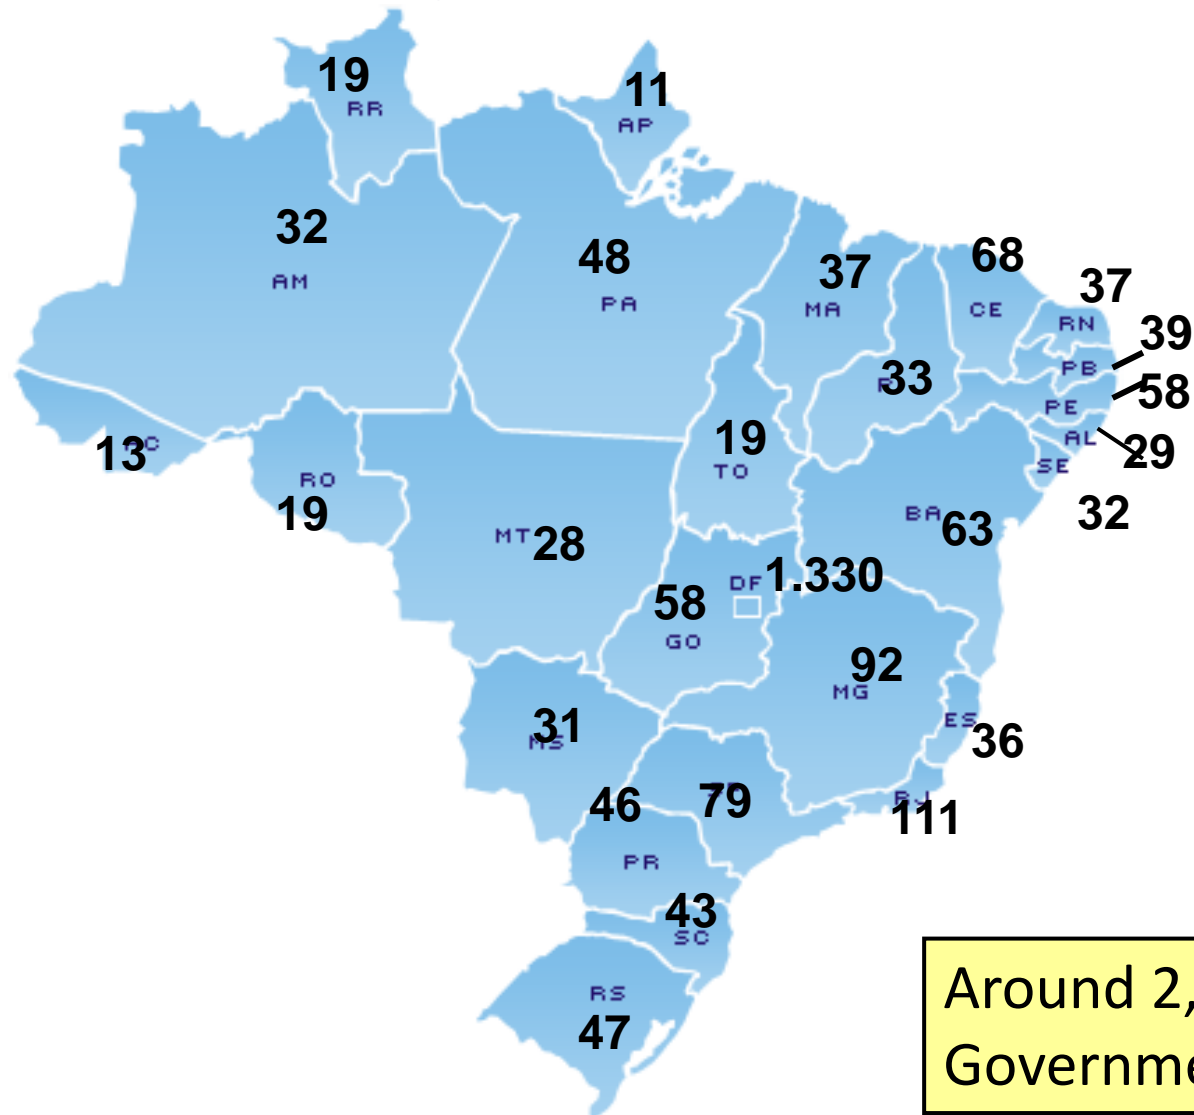 19
RR
11
AP
32
AM
48
PA
37
MA
68
CE
37
RN
39
PB
33
58
PE
29
AL
SE
32
13
19
TO
RO
19
MT 28
BA 63
DF 1.330
58
GO
92
MG
31
MS
ES
36
46
79
RJ
111
PR
43
SC
RS
47
Around 2,